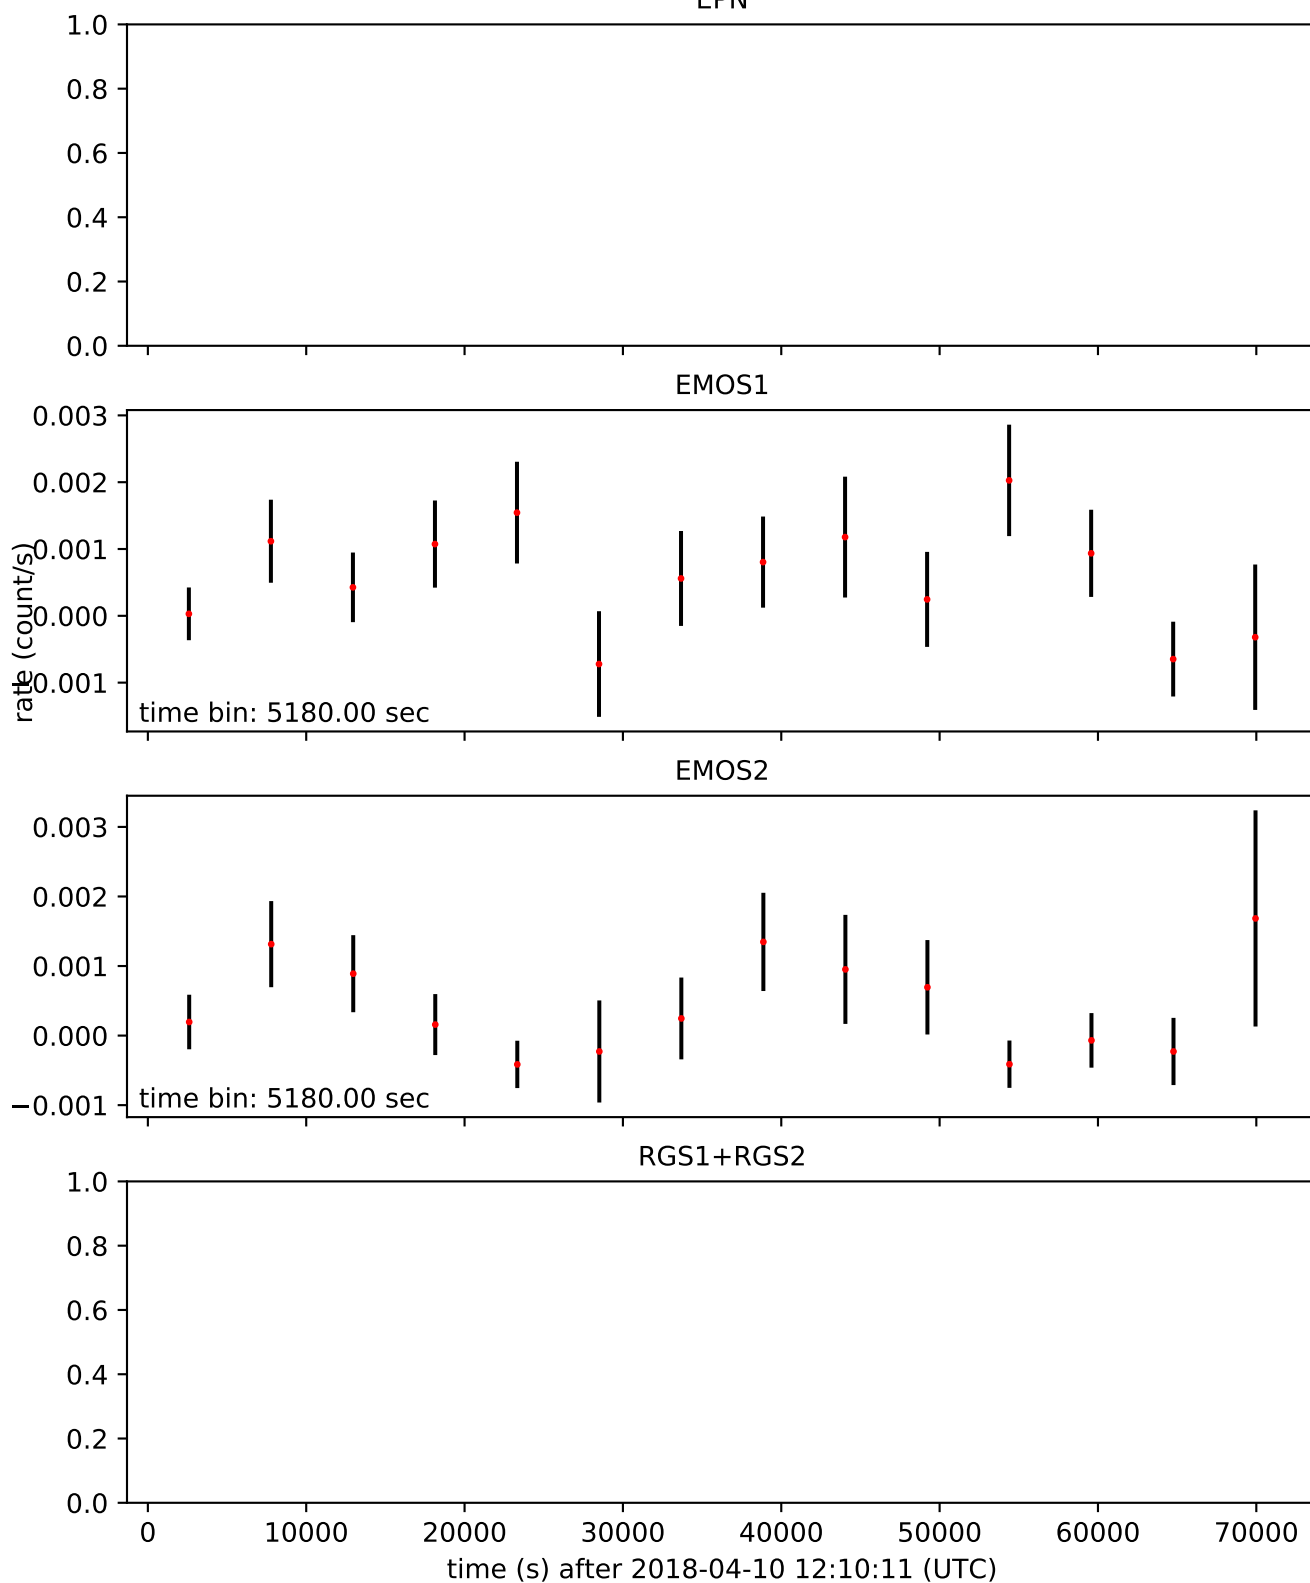 EPN
1.0
0.8
0.6
0.4
0.2
0.0
EMOS1
0.003
0.002
0.001
0.000
0.001
rate (count/s)
time bin: 5180.00 sec
EMOS2
0.003
0.002
0.001
0.000
−0.001
time bin: 5180.00 sec
RGS1+RGS2
1.0
0.8
0.6
0.4
0.2
0.0
0 10000 20000 30000 40000 50000 60000 70000
time (s) after 2018-04-10 12:10:11 (UTC)